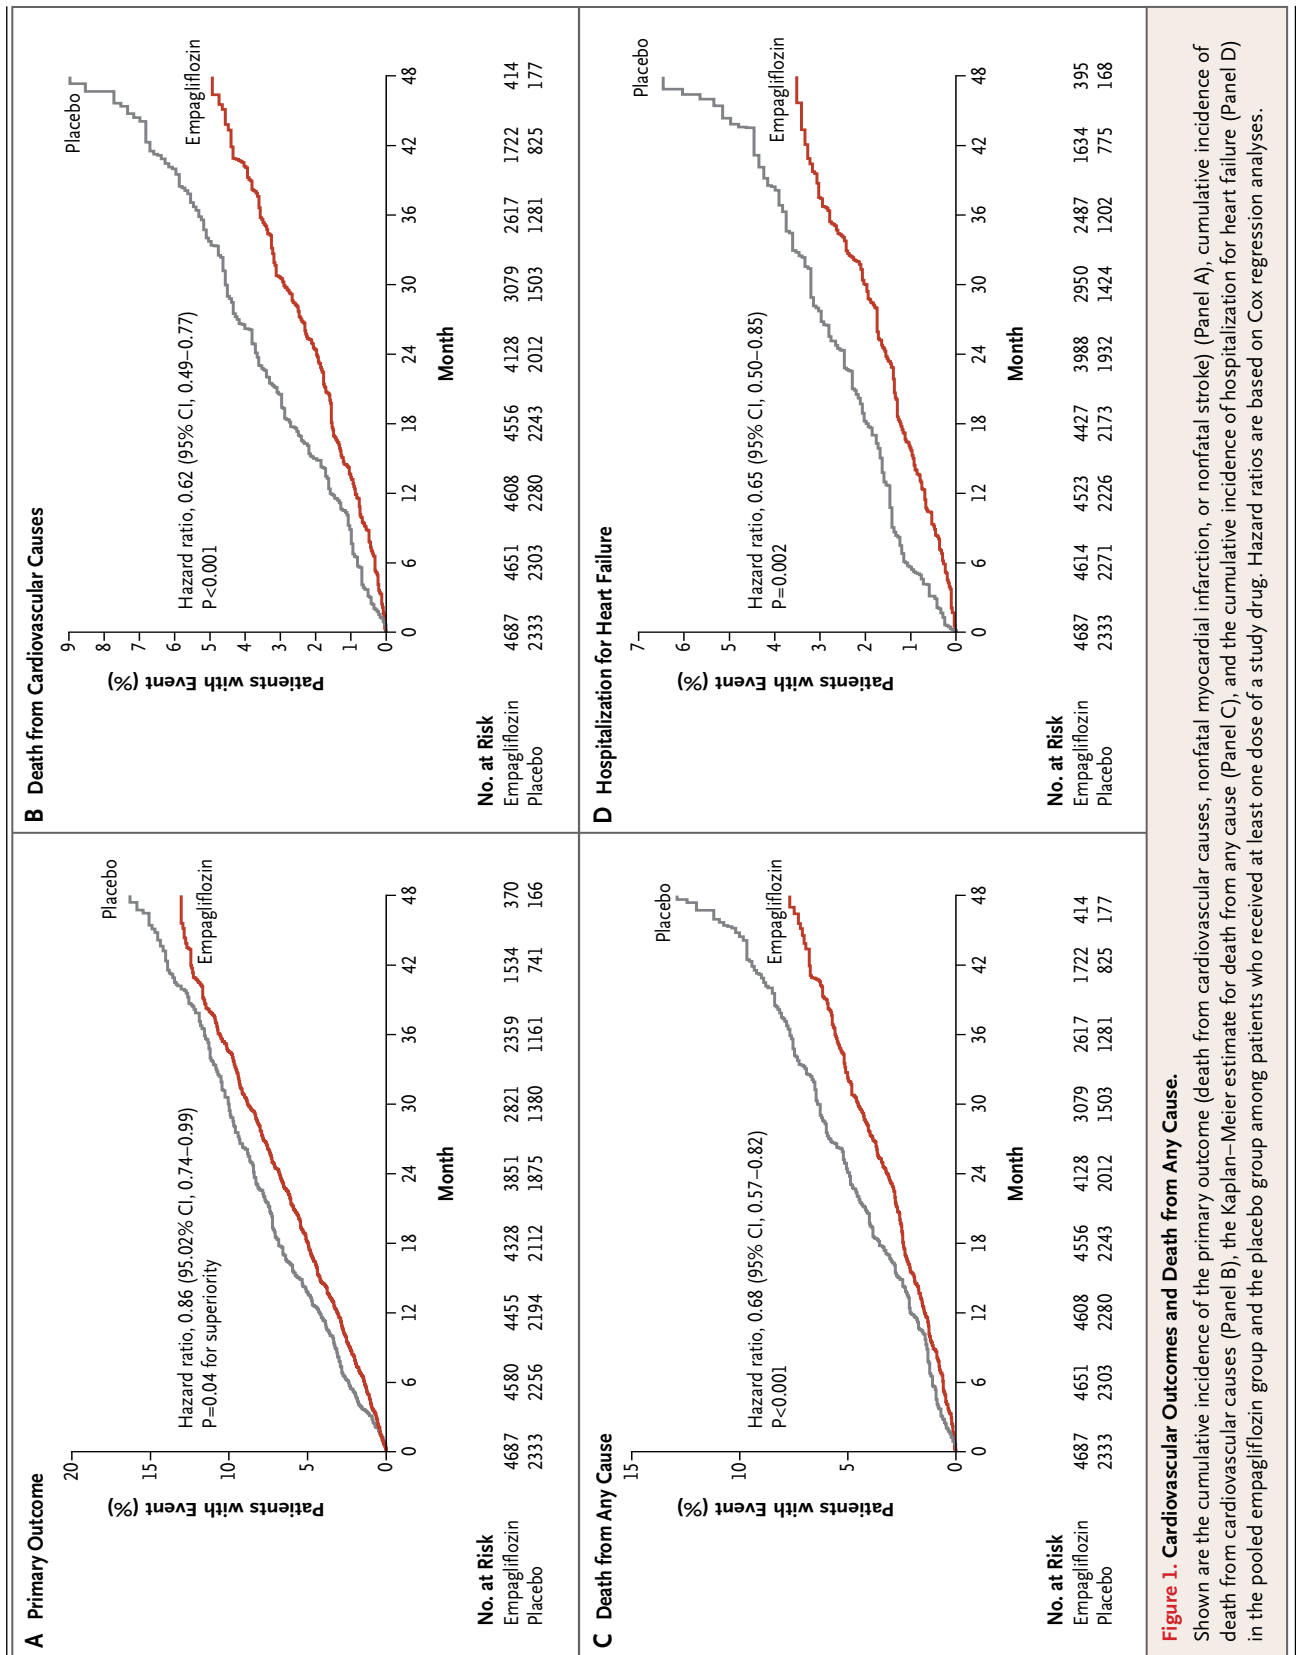 A Primary Outcome
Patients with Event (%)
20
15
10
5
0
0 6 12 18 24 30 36 42 48
Month
Placebo
Empagliflozin
Hazard ratio, 0.86 (95.02% CI, 0.74–0.99)
P=0.04 for superiority
No. at Risk
Empagliflozin 4687 4580 4455 4328 3851 2821 2359 1534 370
Placebo 2333 2256 2194 2112 1875 1380 1161 741 166
B Death from Cardiovascular Causes
Patients with Event (%)
9
8
7
6
5
4
3
2
1
0
0 6 12 18 24 30 36 42 48
Month
Placebo
Empagliflozin
Hazard ratio, 0.62 (95% CI, 0.49–0.77)
P<0.001
No. at Risk
Empagliflozin 4687 4651 4608 4556 4128 3079 2617 1722 414
Placebo 2333 2303 2280 2243 2012 1503 1281 825 177
C Death from Any Cause
Patients with Event (%)
15
10
5
0
0 6 12 18 24 30 36 42 48
Month
Placebo
Empagliflozin
Hazard ratio, 0.68 (95% CI, 0.57–0.82)
P<0.001
No. at Risk
Empagliflozin 4687 4651 4608 4556 4128 3079 2617 1722 414
Placebo 2333 2303 2280 2243 2012 1503 1281 825 177
D Hospitalization for Heart Failure
Patients with Event (%)
7
6
5
4
3
2
1
0
0 6 12 18 24 30 36 42 48
Month
Placebo
Empagliflozin
Hazard ratio, 0.65 (95% CI, 0.50–0.85)
P=0.002
No. at Risk
Empagliflozin 4687 4614 4523 4427 3988 2950 2487 1634 395
Placebo 2333 2271 2226 2173 1932 1424 1202 775 168
Figure 1. Cardiovascular Outcomes and Death from Any Cause.
Shown are the cumulative incidence of the primary outcome (death from cardiovascular causes, nonfatal myocardial infarction, or nonfatal stroke) (Panel A), cumulative incidence of
death from cardiovascular causes (Panel B), the Kaplan–Meier estimate for death from any cause (Panel C), and the cumulative incidence of hospitalization for heart failure (Panel D)
in the pooled empagliflozin group and the placebo group among patients who received at least one dose of a study drug. Hazard ratios are based on Cox regression analyses.